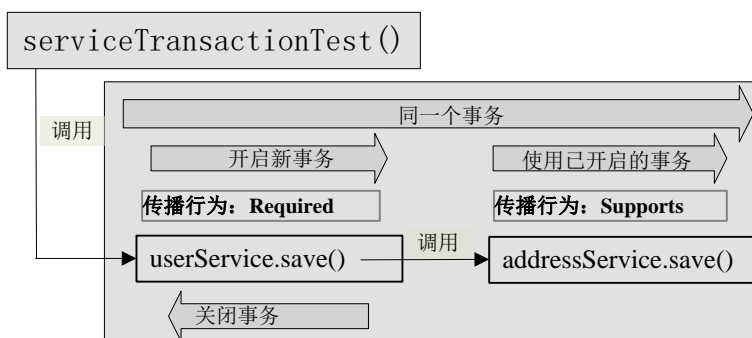 serviceTransactionTest()
调用
同一个事务
开启新事务
使用已开启的事务
传播行为：Required
传播行为：Supports
userService.save()
调用
addressService.save()
关闭事务